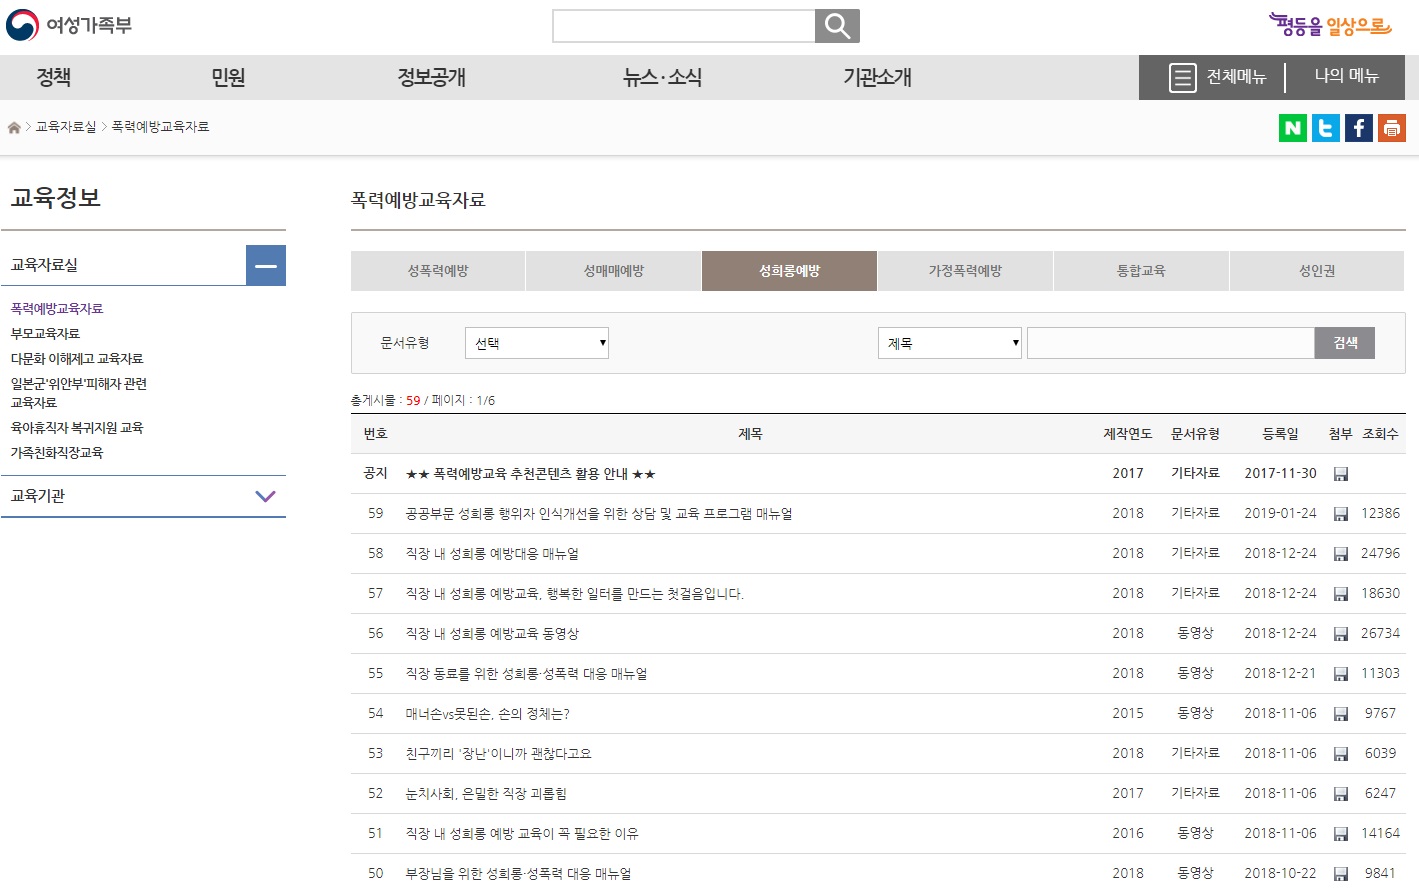 여성가족부
평등을 일상으로
정책 민원 정보공개 뉴스·소식 기관소개 전체메뉴 나의 메뉴
> 교육자료실 > 폭력예방교육자료
교육정보
교육자료실
폭력예방교육자료
부모교육자료
다문화 이해제고 교육자료
일본군'위안부'피해자 관련
교육자료
육아휴직자 복귀지원 교육
가족친화직장교육
교육기관
폭력예방교육자료
성폭력예방 성매매예방 성희롱예방 가정폭력예방 통합교육 성인권
문서유형 선택 제목 검색
총게시물 : 59 / 페이지 : 1/6
번호 제목 제작연도 문서유형 등록일 첨부 조회수
공지 ★★ 폭력예방교육 추천콘텐츠 활용 안내 ★★ 2017 기타자료 2017-11-30
59 공공부문 성희롱 행위자 인식개선을 위한 상담 및 교육 프로그램 매뉴얼 2018 기타자료 2019-01-24 12386
58 직장 내 성희롱 예방대응 매뉴얼 2018 기타자료 2018-12-24 24796
57 직장 내 성희롱 예방교육, 행복한 일터를 만드는 첫걸음입니다. 2018 기타자료 2018-12-24 18630
56 직장 내 성희롱 예방교육 동영상 2018 동영상 2018-12-24 26734
55 직장 동료를 위한 성희롱·성폭력 대응 매뉴얼 2018 동영상 2018-12-21 11303
54 매너손vs못된손, 손의 정체는? 2015 동영상 2018-11-06 9767
53 친구끼리 '장난'이니까 괜찮다고요 2018 기타자료 2018-11-06 6039
52 눈치사회, 은밀한 직장 괴롭힘 2017 기타자료 2018-11-06 6247
51 직장 내 성희롱 예방 교육이 꼭 필요한 이유 2016 동영상 2018-11-06 14164
50 부장님을 위한 성희롱·성폭력 대응 매뉴얼 2018 동영상 2018-10-22 9841